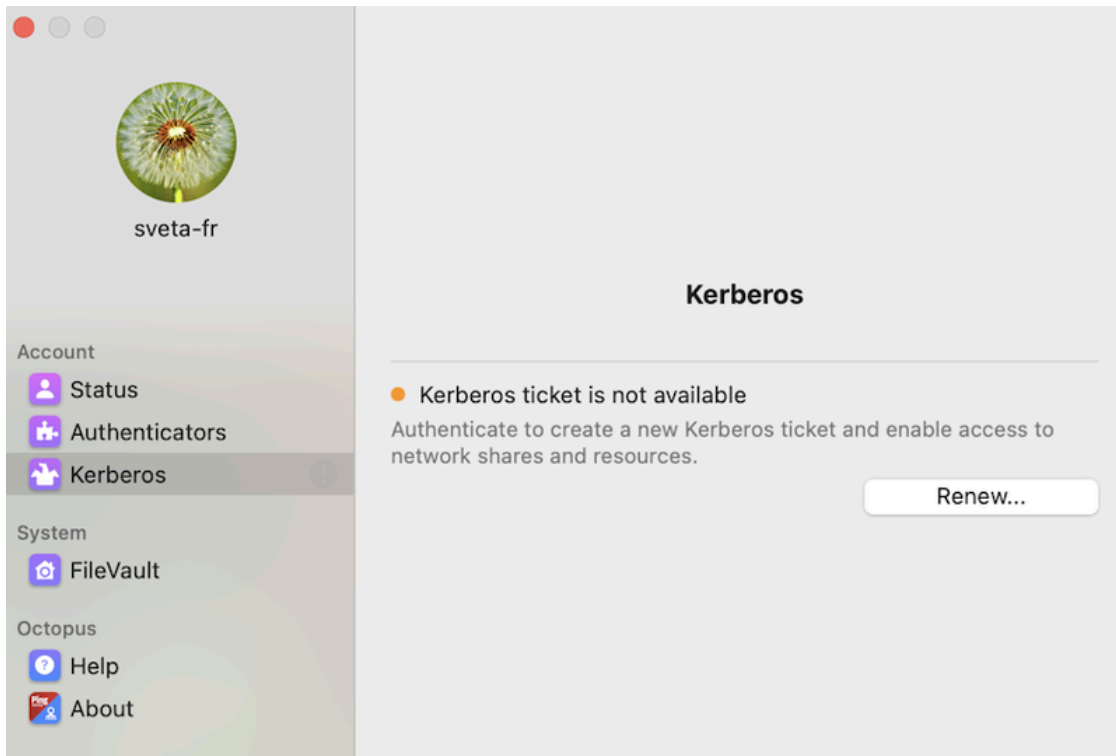 sveta-fr
Account
Status
Authenticators
Kerberos
System
FileVault
Octopus
Help
About
Kerberos
Kerberos ticket is not available
Authenticate to create a new Kerberos ticket and enable access to
network shares and resources.
Renew...
Ping